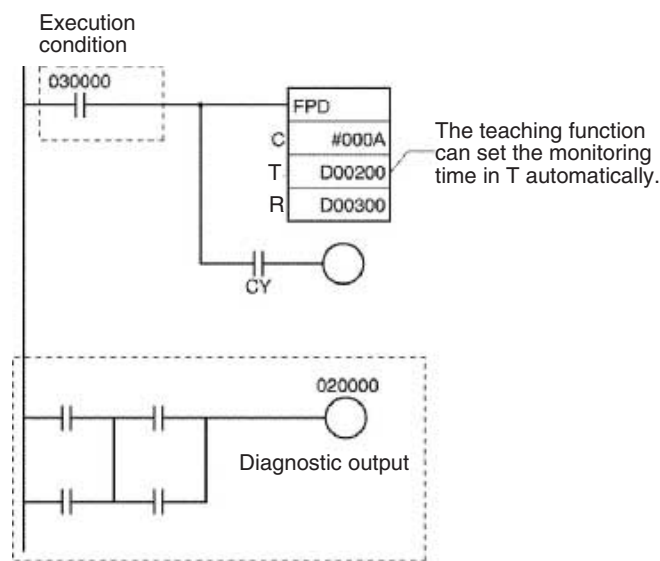 Execution
condition
030000
FPD
C #000A
T D00200
R D00300
The teaching function
can set the monitoring
time in T automatically.
CY
020000
Diagnostic output